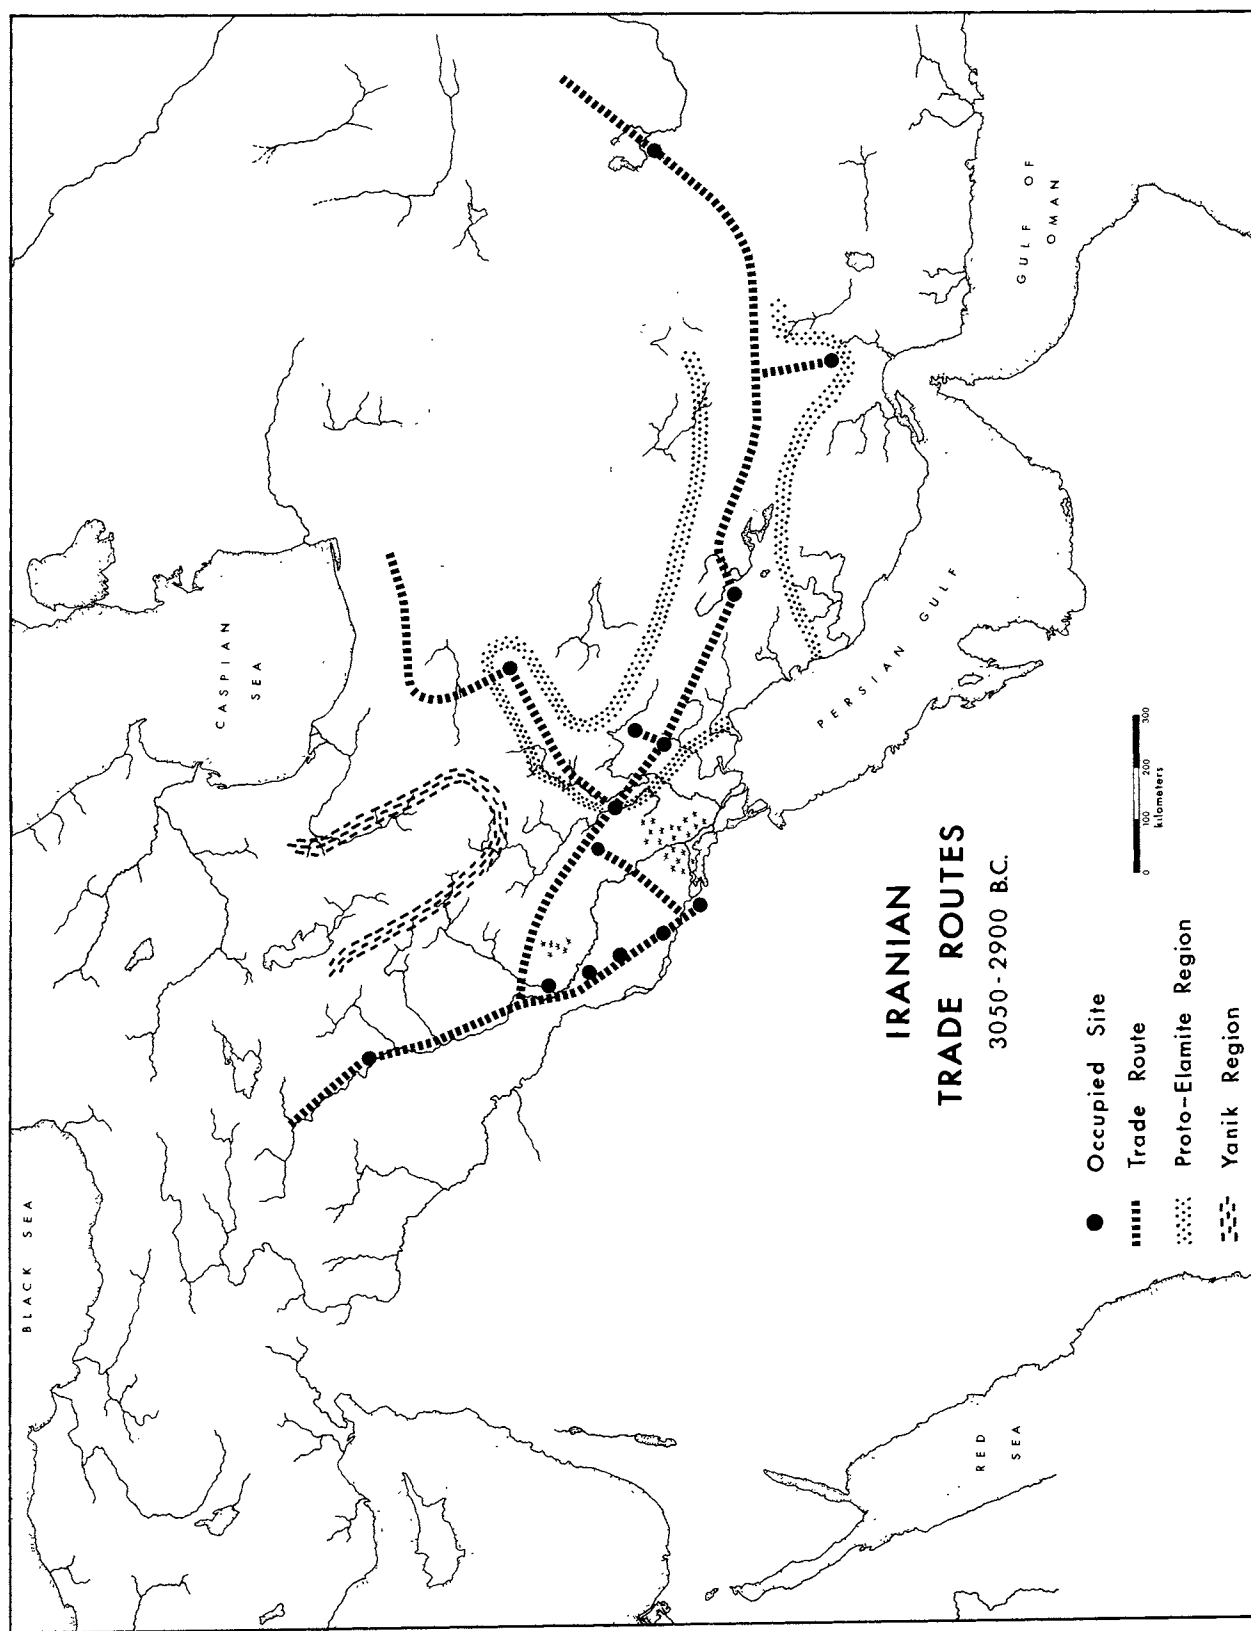 BLACK SEA
CASPIAN
SEA
PERSIAN GULF
GULF OF
OMAN
RED
SEA
IRANIAN
TRADE ROUTES
3050-2900 B.C.
0 100 200 300
kilometers
Occupied Site
Trade Route
Proto-Elamite Region
Yanik Region